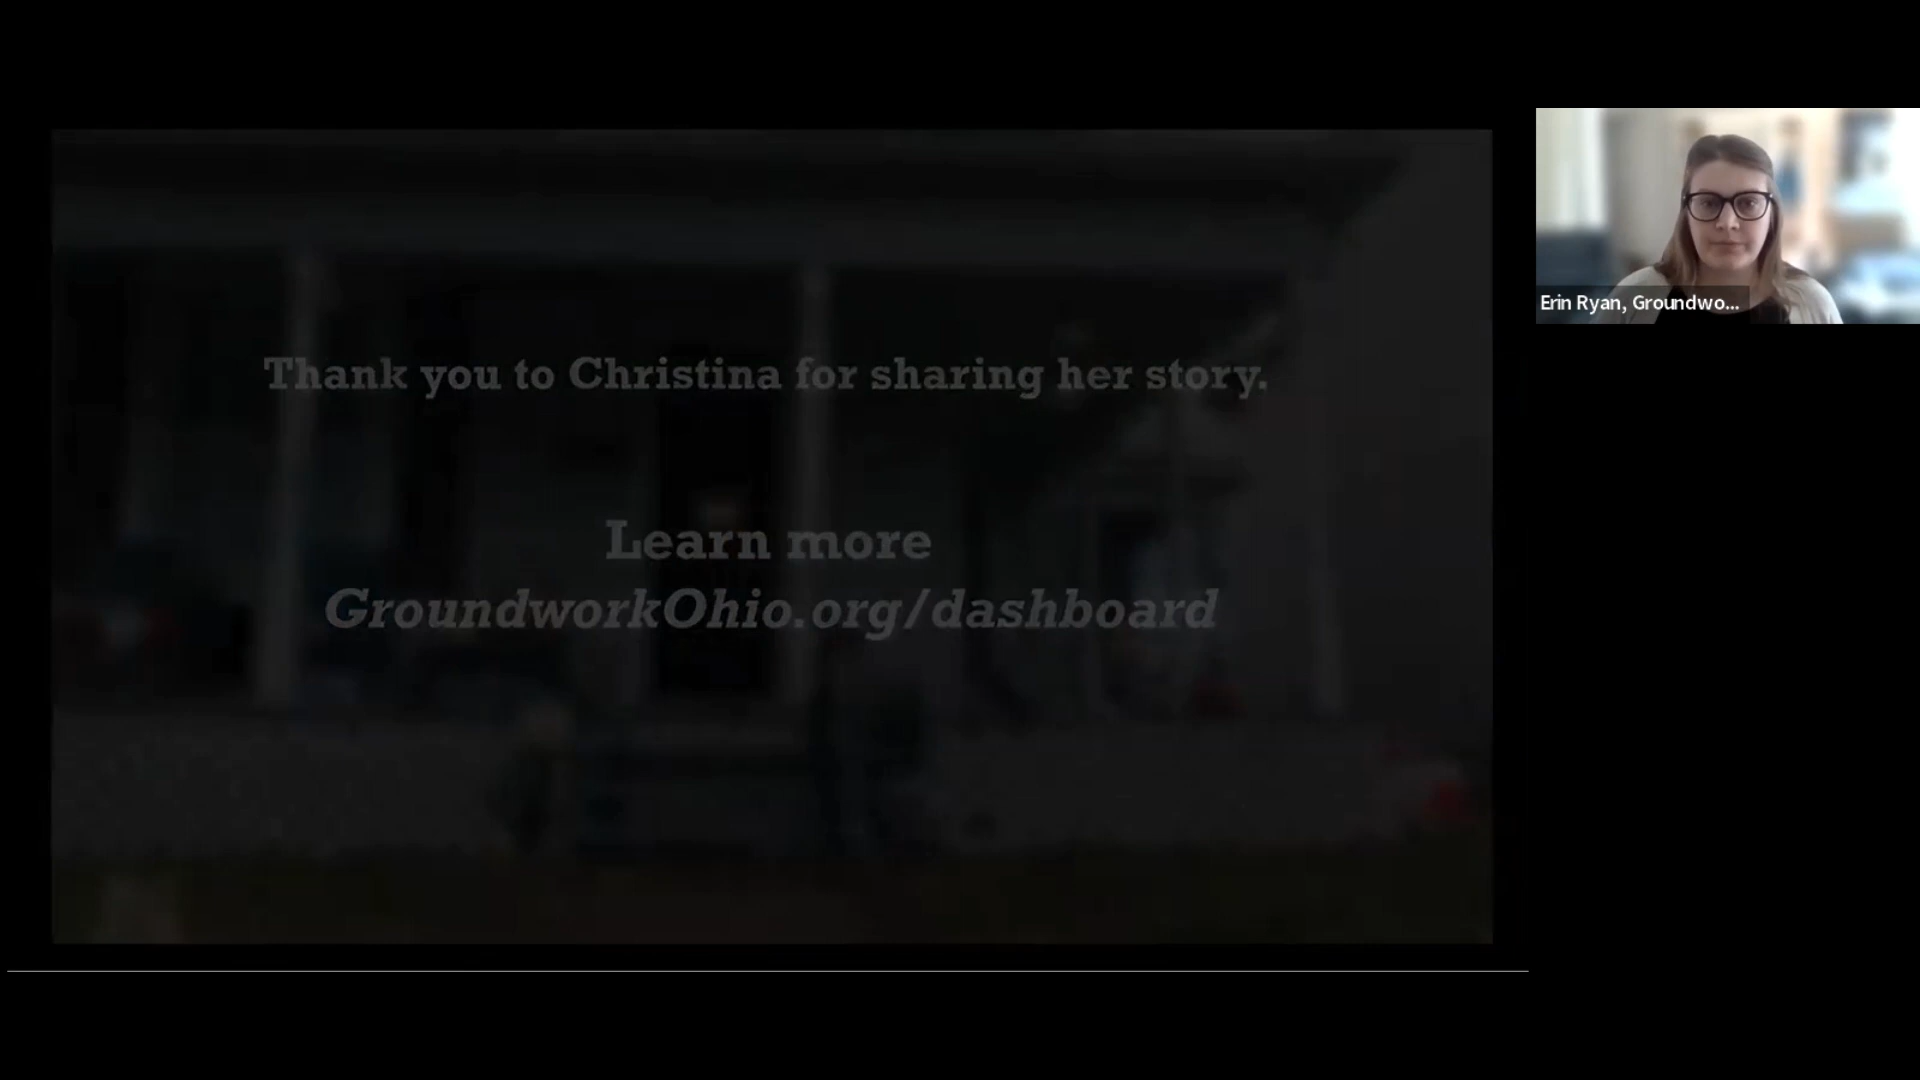 Thank you to Christina for sharing her story.
Learn more
GroundworkOhio.org/dashboard
Erin Ryan, Groundwo...